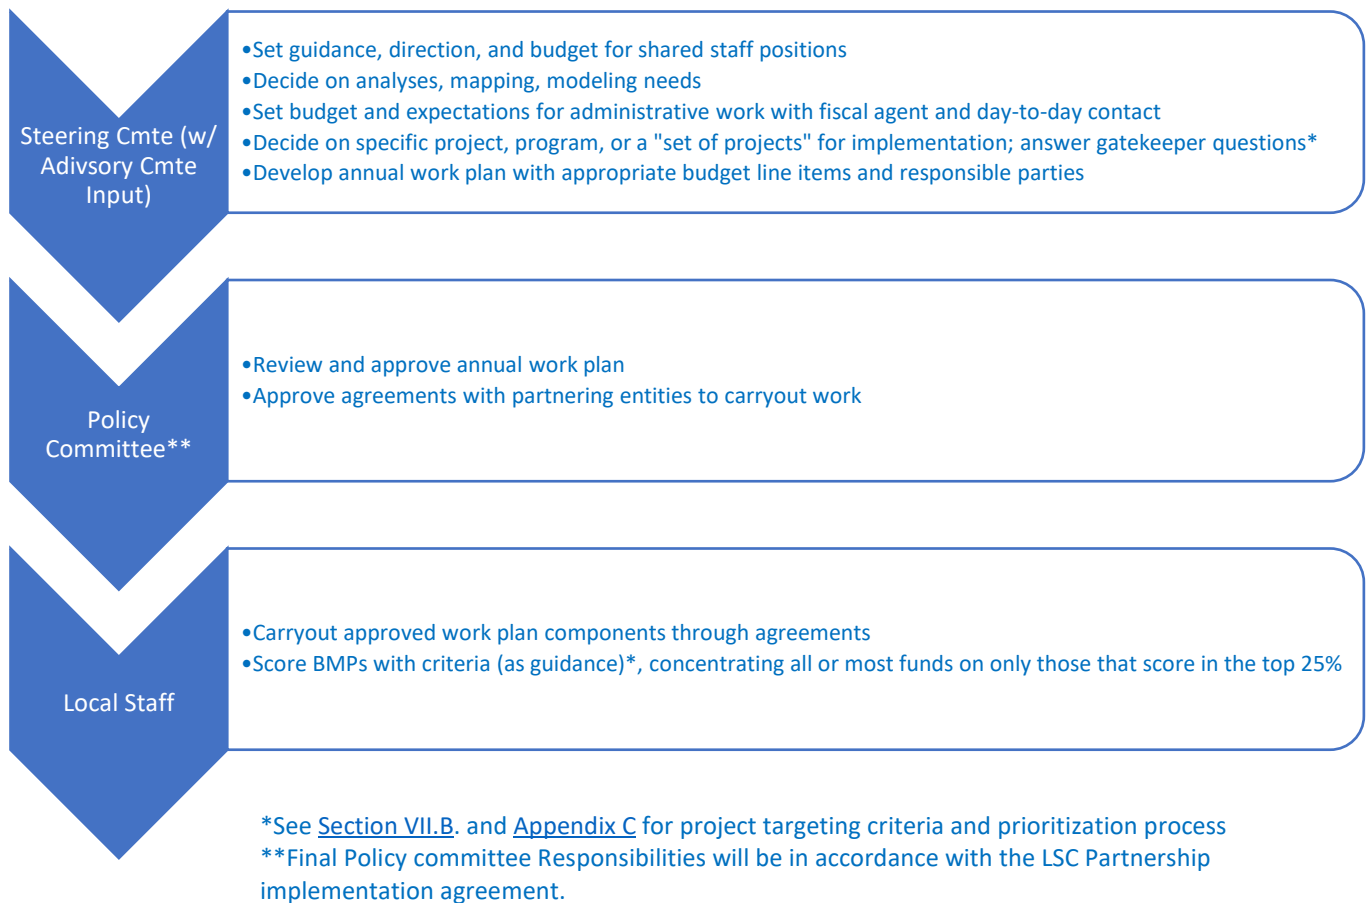 Steering Cmte (w/
Adivsory Cmte
Input)
•Set guidance, direction, and budget for shared staff positions
•Decide on analyses, mapping, modeling needs
•Set budget and expectations for administrative work with fiscal agent and day-to-day contact
•Decide on specific project, program, or a "set of projects" for implementation; answer gatekeeper questions*
•Develop annual work plan with appropriate budget line items and responsible parties
Policy
Committee**
•Review and approve annual work plan
•Approve agreements with partnering entities to carryout work
Local Staff
•Carryout approved work plan components through agreements
•Score BMPs with criteria (as guidance)*, concentrating all or most funds on only those that score in the top 25%
*See Section VII.B. and Appendix C for project targeting criteria and prioritization process
**Final Policy committee Responsibilities will be in accordance with the LSC Partnership
implementation agreement.